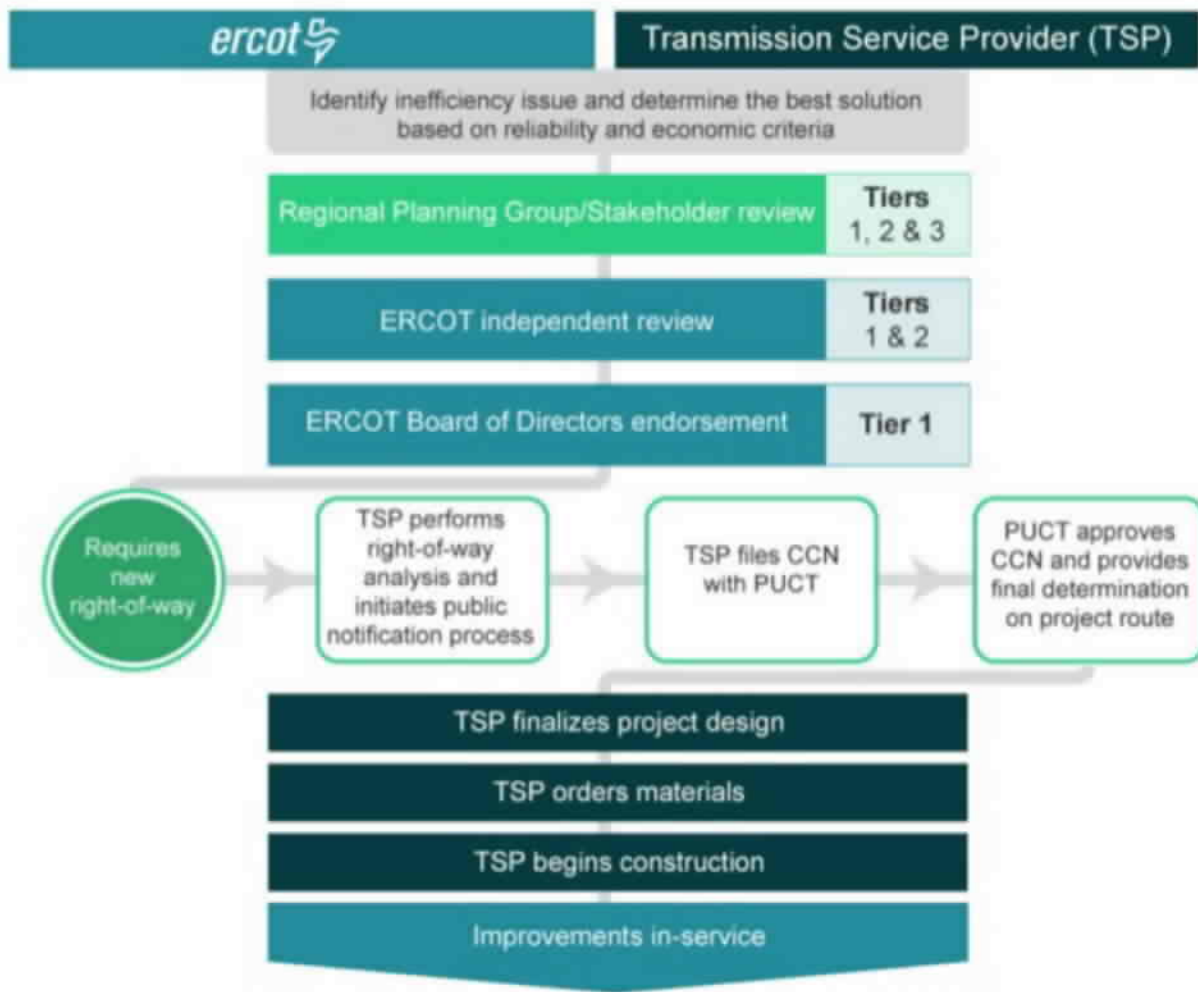 ercot
Transmission Service Provider (TSP)
Identify inefficiency issue and determine the best solution
based on reliability and economic criteria
Regional Planning Group/Stakeholder review
Tiers
1, 2 & 3
ERCOT independent review
Tiers
1 & 2
ERCOT Board of Directors endorsement
Tier 1
Requires
new
right-of-way
TSP performs
right-of-way
analysis and
initiates public
notification process
TSP files CCN
with PUCT
PUCT approves
CCN and provides
final determination
on project route
TSP finalizes project design
TSP orders materials
TSP begins construction
Improvements in-service